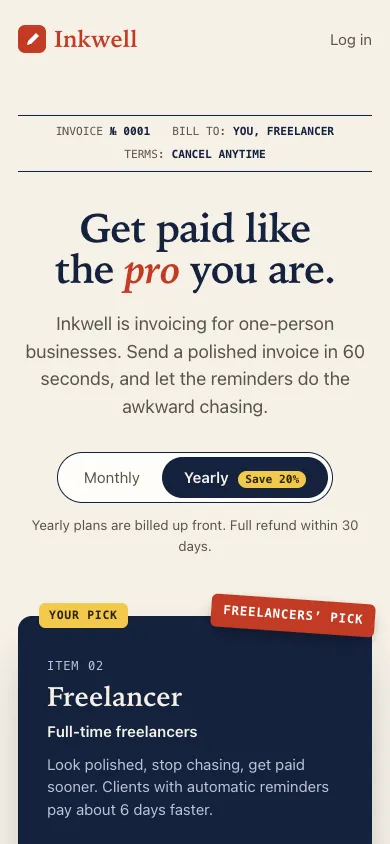 Inkwell
Log in
INVOICE № 0001 BILL TO: YOU, FREELANCER
TERMS: CANCEL ANYTIME
Get paid like
the pro you are.
Inkwell is invoicing for one-person
businesses. Send a polished invoice in 60
seconds, and let the reminders do the
awkward chasing.
Monthly
Yearly Save 20%
Yearly plans are billed up front. Full refund within 30
days.
YOUR PICK
FREELANCERS’ PICK
ITEM 02
Freelancer
Full-time freelancers
Look polished, stop chasing, get paid
sooner. Clients with automatic reminders
pay about 6 days faster.